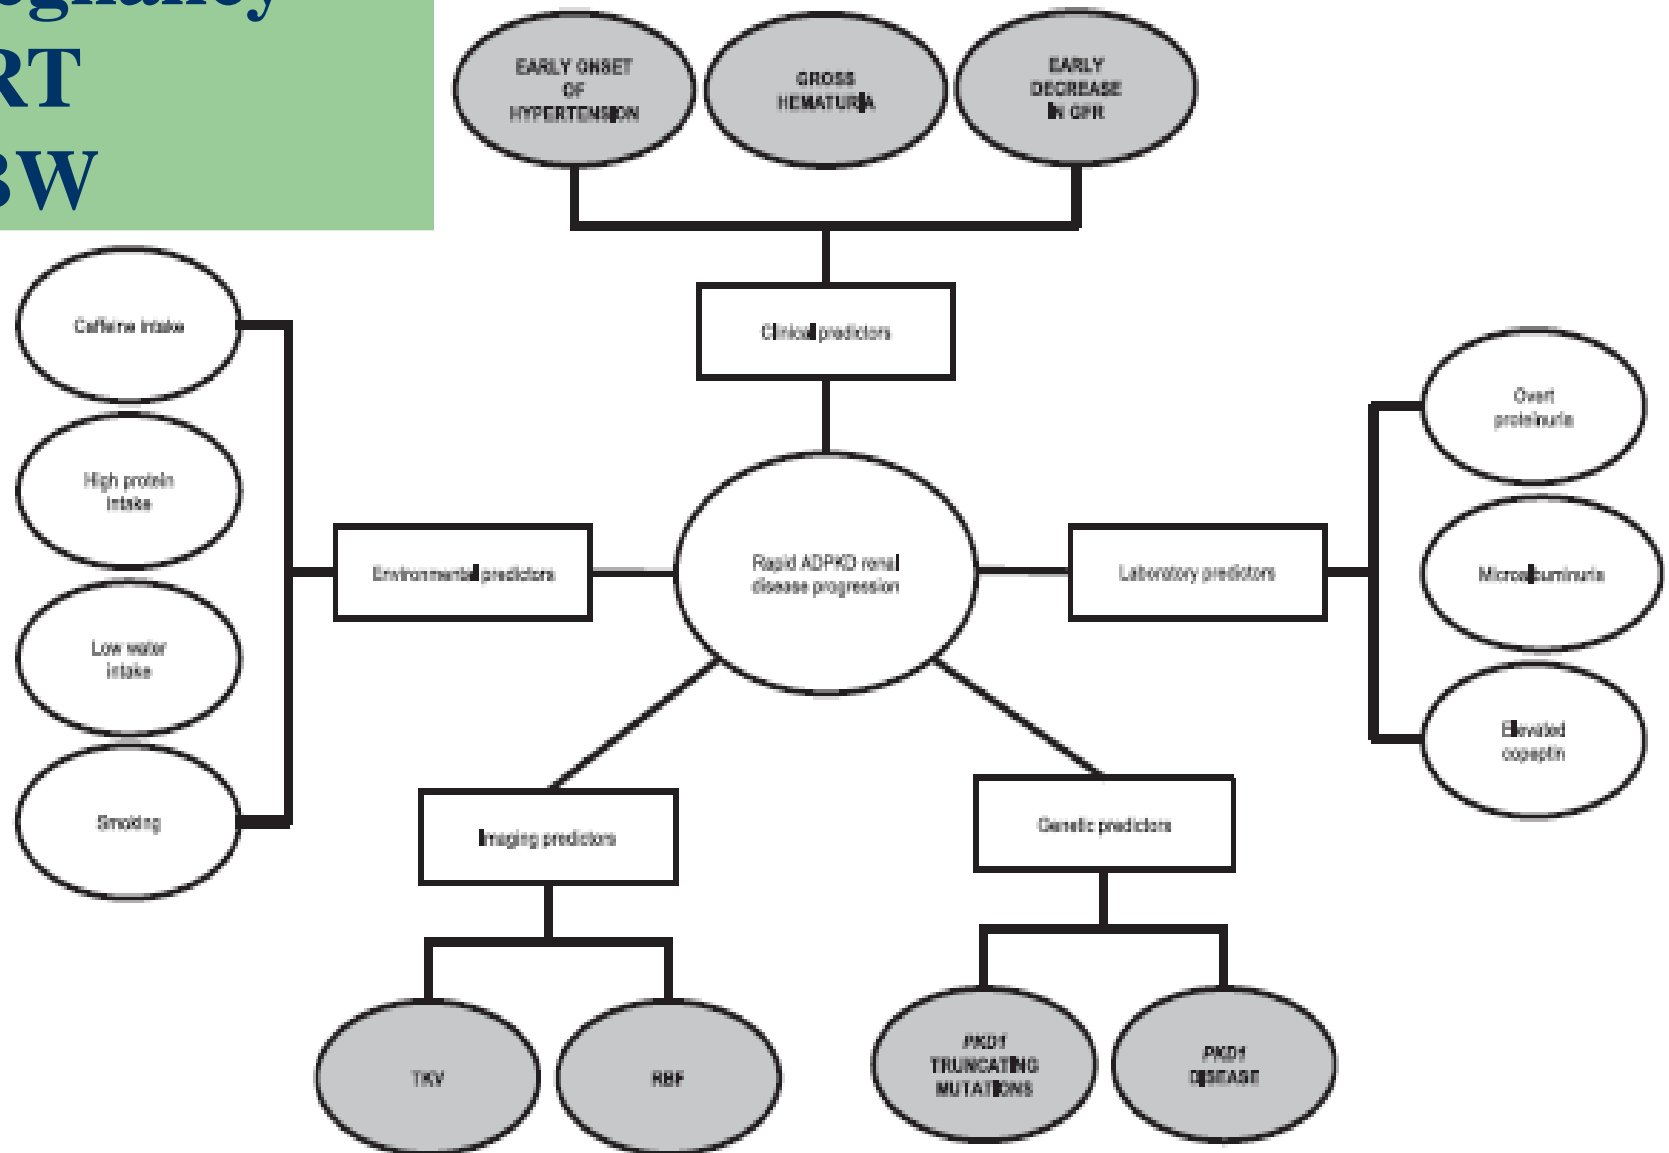 RT
BW
EARLY ONSET
OF
HYPERTENSION
GROSS
HEMATURIA
EARLY
DECREASE
IN GFR
Clinical predictors
Caffeine intake
High protein
intake
Low water
intake
Smoking
Environmental predictors
Rapid ADPKD renal
disease progression
Laboratory predictors
Overt
proteinuria
Microalbuminuria
Elevated
copeptin
Imaging predictors
Genetic predictors
TKV
RBF
PKD1
TRUNCATING
MUTATIONS
PKD1
DISEASE